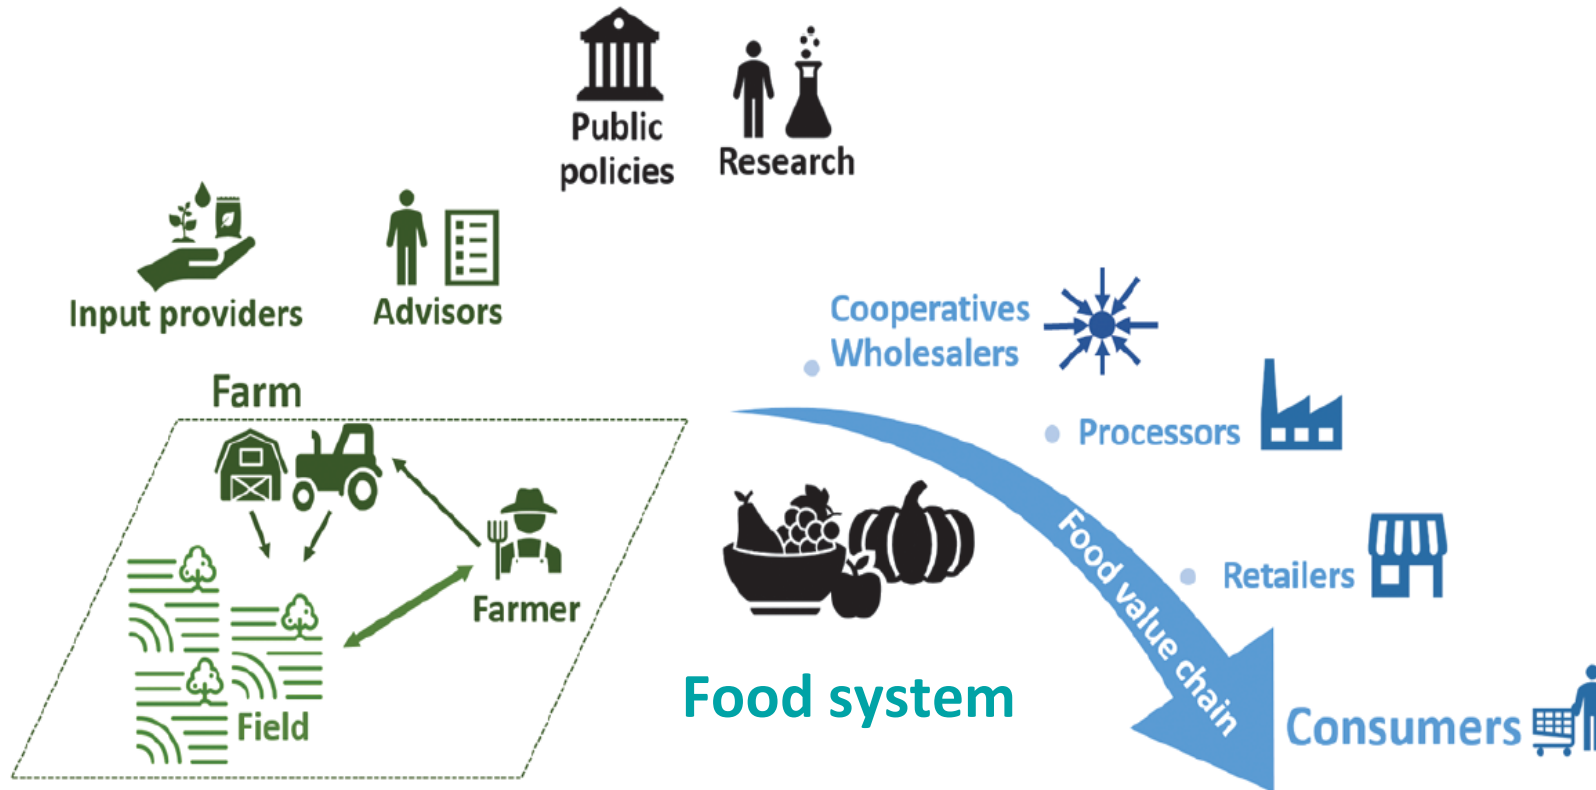 Public
policies
Research
Input providers
Advisors
Cooperatives
Wholesalers
Farm
Processors
Farmer
Field
Retailers
Food value chain
Food system
Consumers